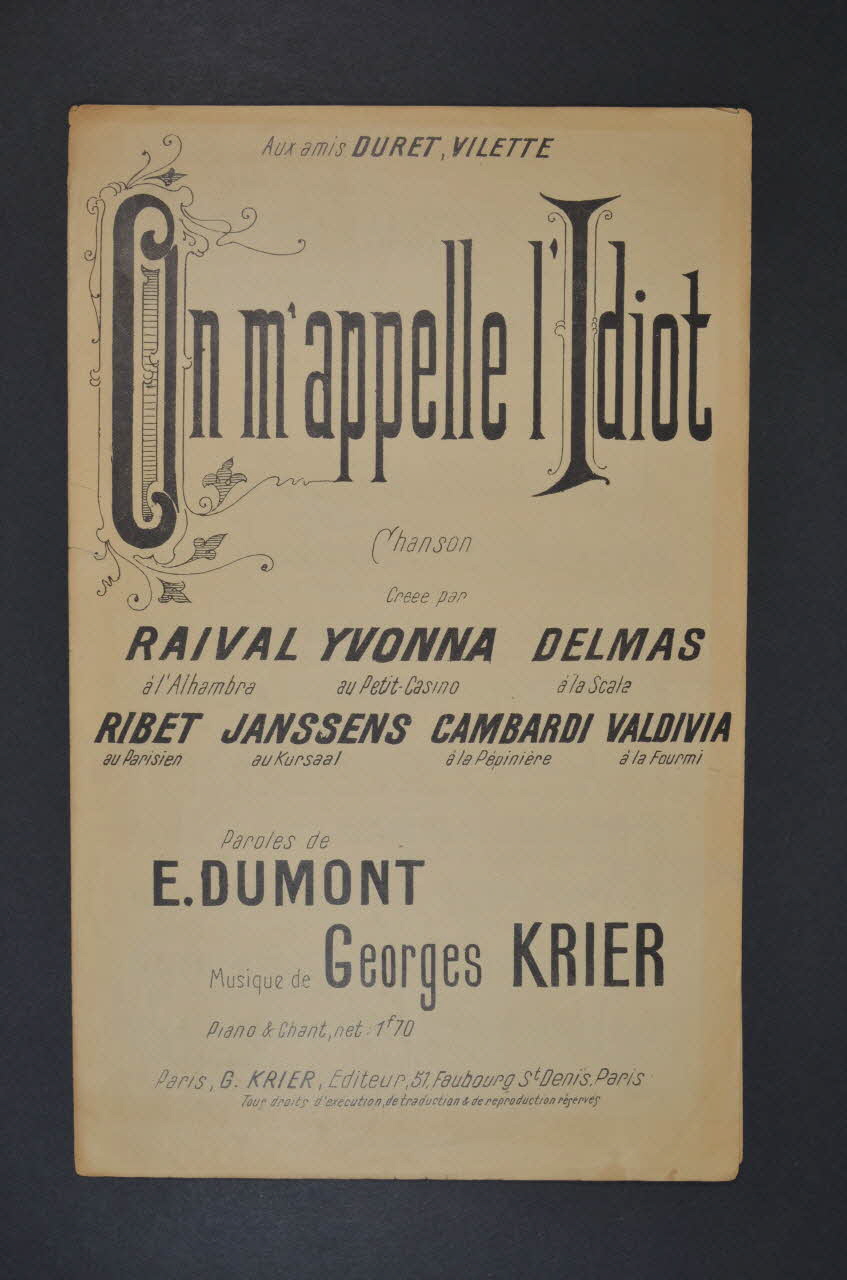 Aux amis DURET, VILETTE
On m'appelle l'Idiot
Chanson
Creee par
RAIVAL YVONNA DELMAS
à l'Alhambra au Petit-Casino à la Scala
RIBET JANSSENS CAMBARDI VALDIVIA
au Parisien au Kursaal à la Pépinière à la Fourmi
Paroles de
E. DUMONT
Musique de Georges KRIER
Piano & Chant, net: 1f70
Paris, G. KRIER, Editeur, 51, Faubourg St Denis. Paris
Tous droits d'execution, de traduction & de reproduction réservés